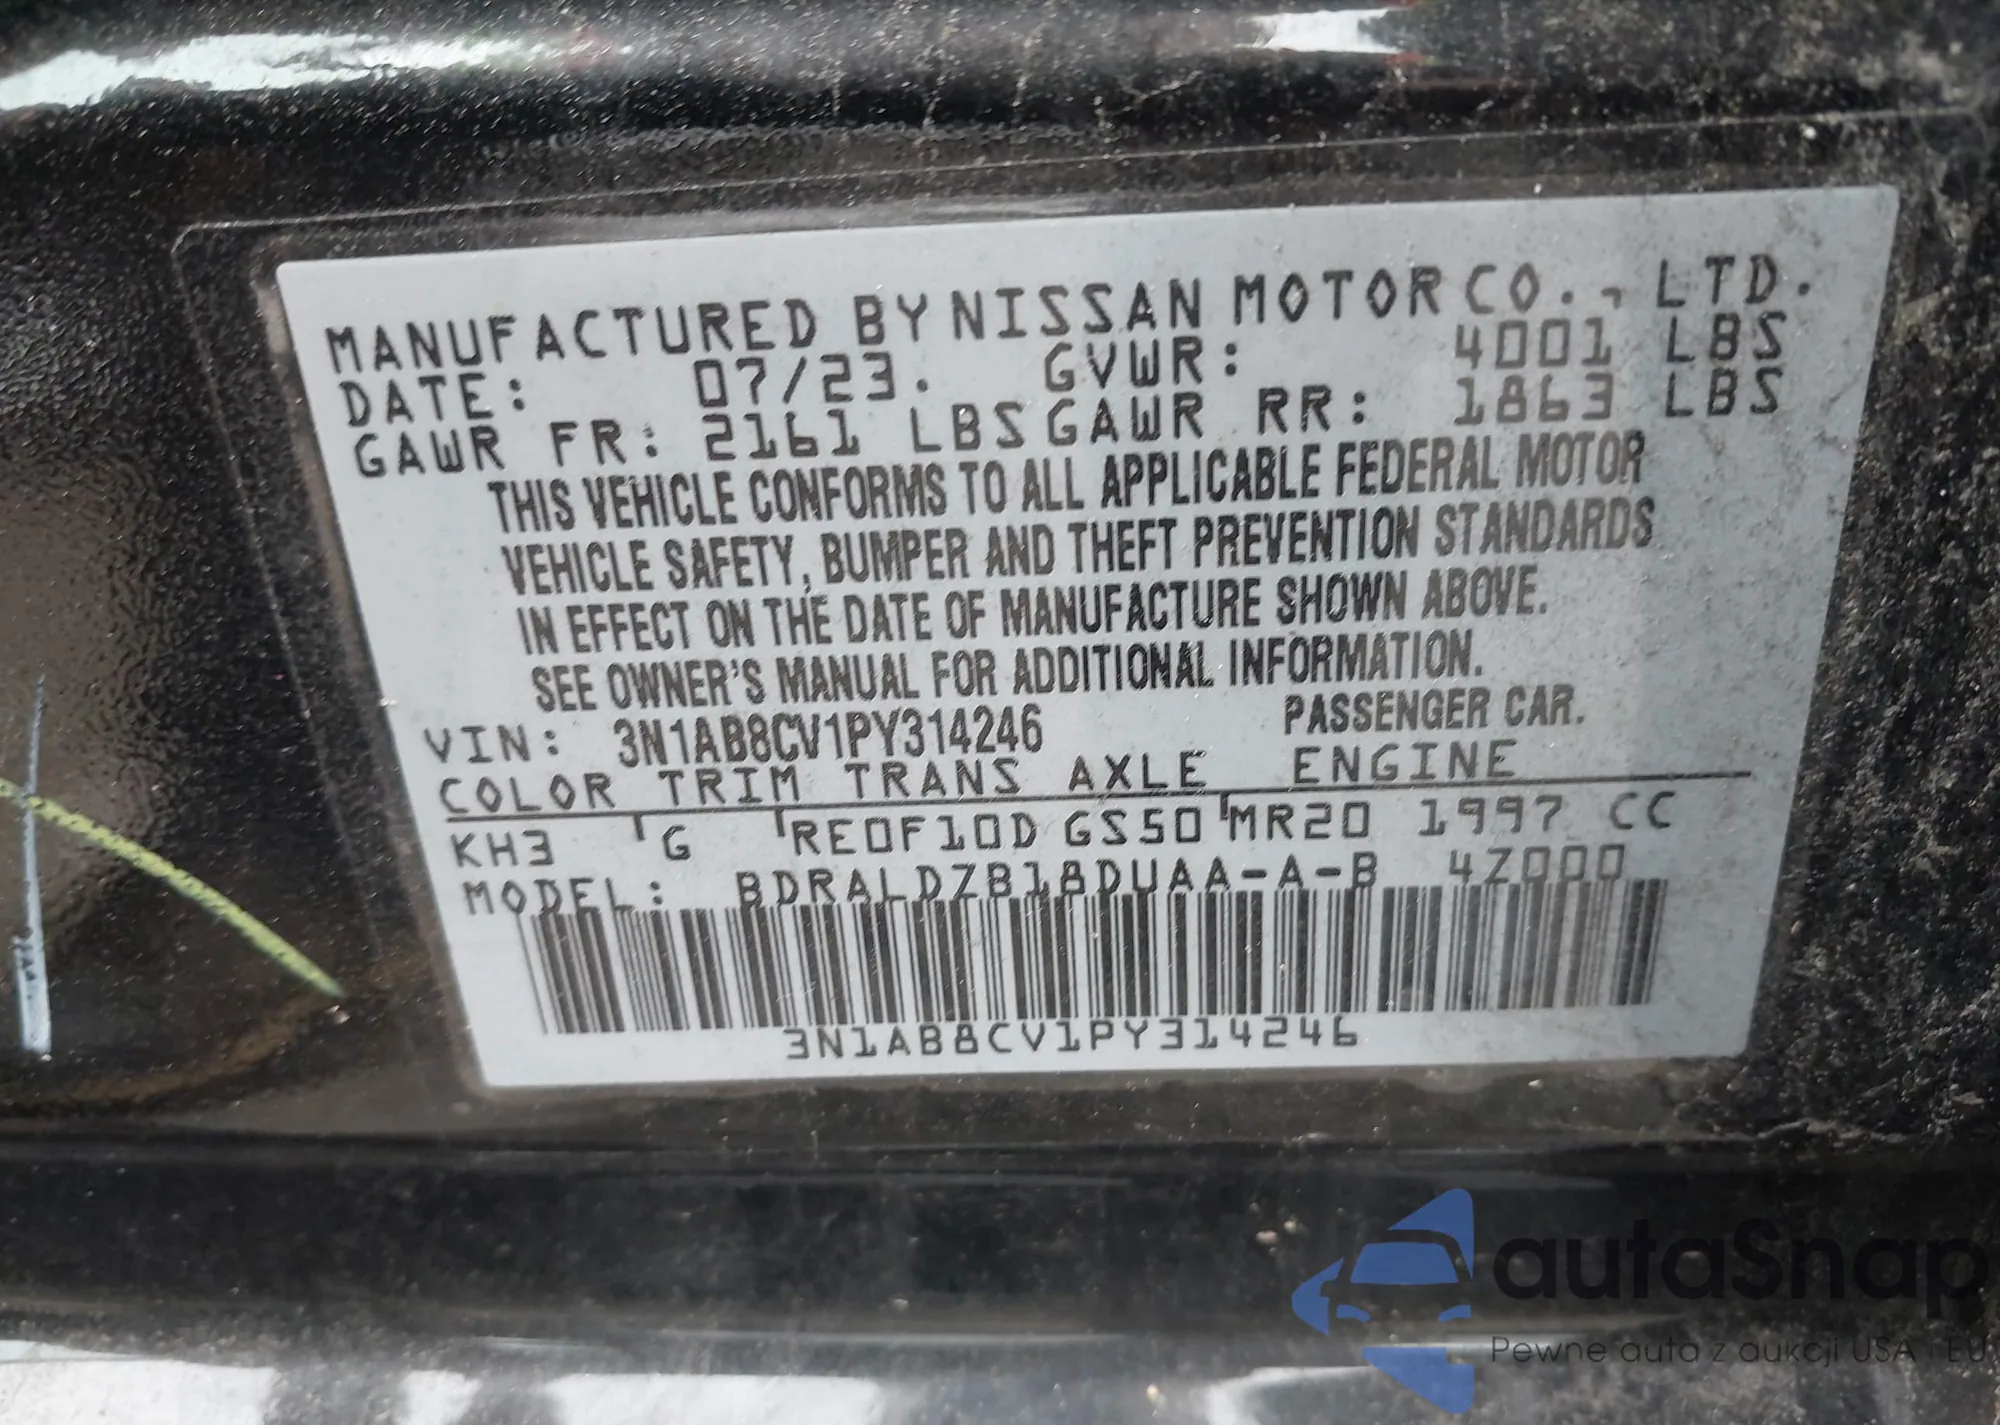 MANUFACTURED BY NISSAN MOTOR CO., LTD.
DATE: 07/23. GVWR: 4001 LBS
GAWR FR: 2161 LBS GAWR RR: 1863 LBS
THIS VEHICLE CONFORMS TO ALL APPLICABLE FEDERAL MOTOR
VEHICLE SAFETY, BUMPER AND THEFT PREVENTION STANDARDS
IN EFFECT ON THE DATE OF MANUFACTURE SHOWN ABOVE.
SEE OWNER'S MANUAL FOR ADDITIONAL INFORMATION.
VIN: 3N1AB8CV1PY314246 PASSENGER CAR.
COLOR TRIM TRANS AXLE ENGINE
KH3 G RE0F10D GS50 MR20 1997 CC
MODEL: BDRALDZB18DUAA-A-B 4Z000
3N1AB8CV1PY314246
autaSnap
Pewne auta z aukcji USA i EU